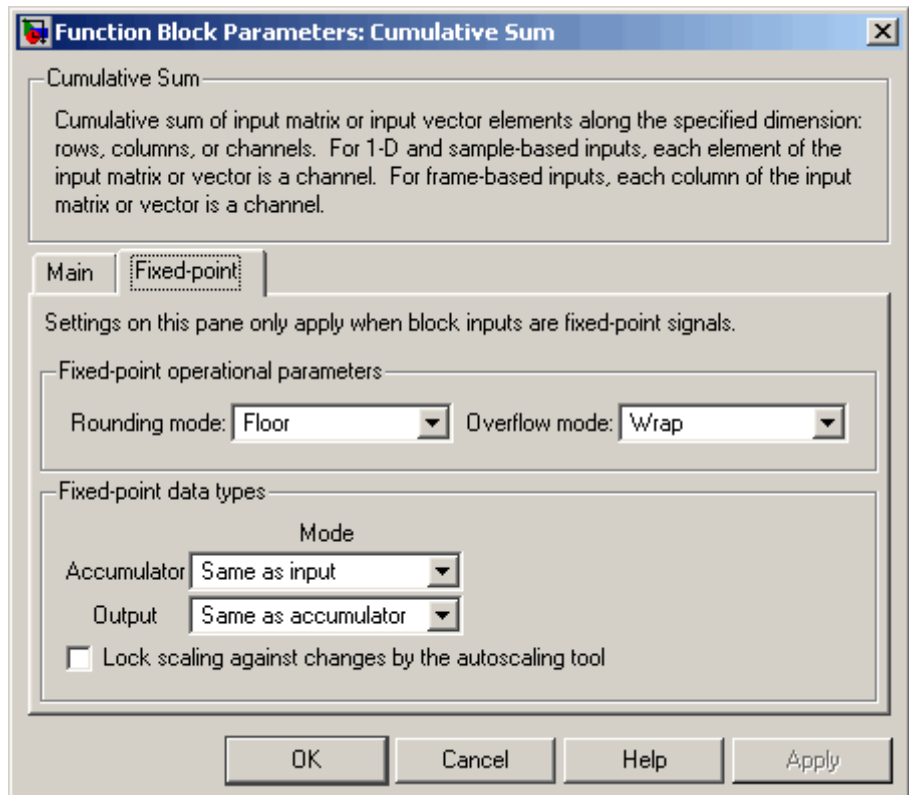 Function Block Parameters: Cumulative Sum
Cumulative Sum
Cumulative sum of input matrix or input vector elements along the specified dimension:
rows, columns, or channels. For 1-D and sample-based inputs, each element of the
input matrix or vector is a channel. For frame-based inputs, each column of the input
matrix or vector is a channel.
Main Fixed-point
Settings on this pane only apply when block inputs are fixed-point signals.
Fixed-point operational parameters
Rounding mode: Floor Overflow mode: Wrap
Fixed-point data types
Mode
Accumulator Same as input
Output Same as accumulator
Lock scaling against changes by the autoscaling tool
OK Cancel Help Apply